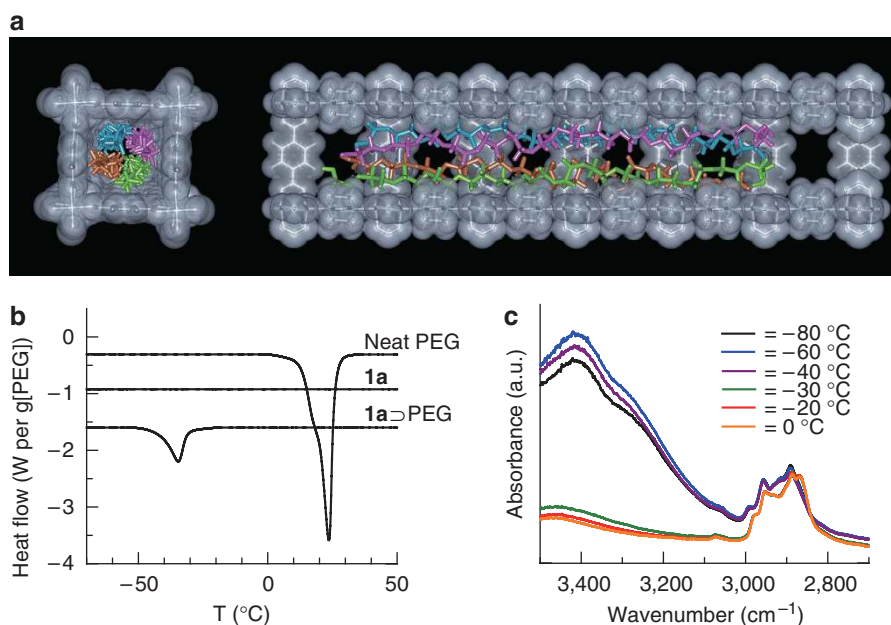 a
b
0
−1
−2
−3
−4
Heat flow (W per g[PEG])
Neat PEG
1a
1a⊃PEG
−50
0
50
T (°C)
c
Absorbance (a.u.)
= −80 °C
= −60 °C
= −40 °C
= −30 °C
= −20 °C
= 0 °C
3,400
3,200
3,000
2,800
Wavenumber (cm⁻¹)